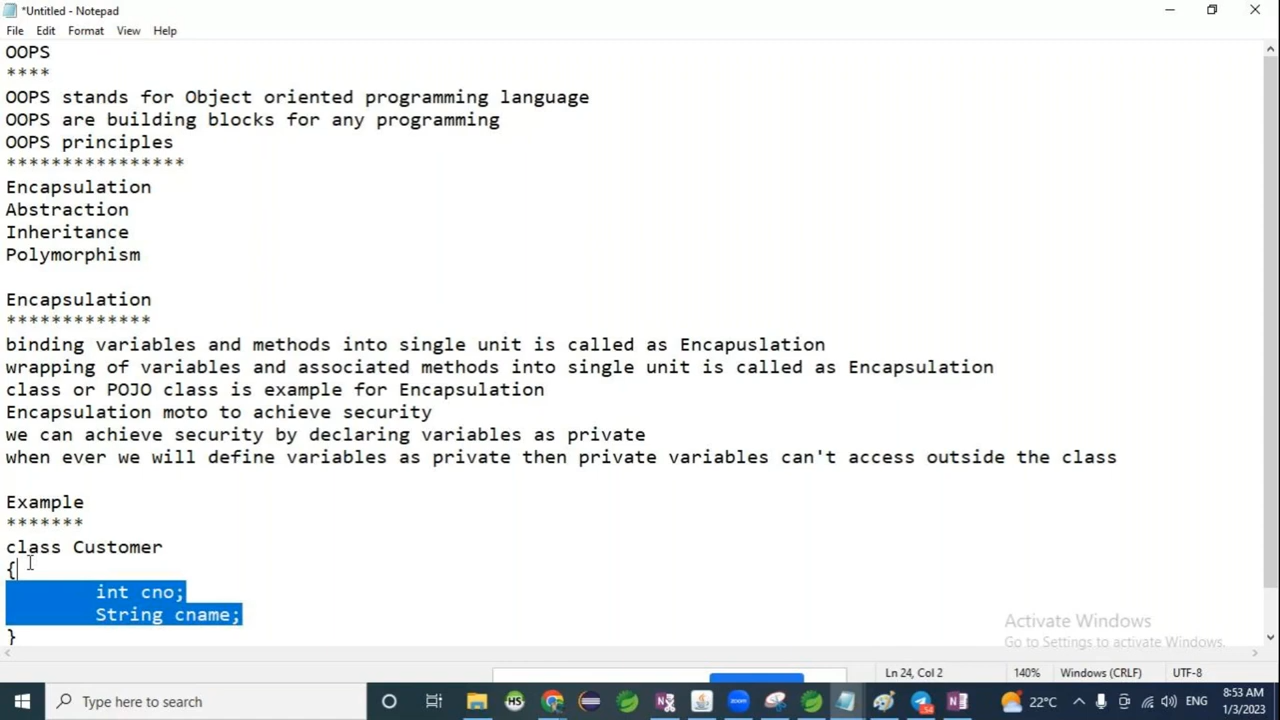 *Untitled - Notepad
File Edit Format View Help
OOPS
****
OOPS stands for Object oriented programming language
OOPS are building blocks for any programming
OOPS principles
****************
Encapsulation
Abstraction
Inheritance
Polymorphism
Encapsulation
*************
binding variables and methods into single unit is called as Encapuslation
wrapping of variables and associated methods into single unit is called as Encapsulation
class or POJO class is example for Encapsulation
Encapsulation moto to achieve security
we can achieve security by declaring variables as private
when ever we will define variables as private then private variables can't access outside the class
Example
*******
class Customer
{
int cno;
String cname;
}
Activate Windows
Go to Settings to activate Windows.
Ln 24, Col 2 140% Windows (CRLF) UTF-8
Type here to search
HS
zoom
54
22°C
ENG
8:53 AM
1/3/2023